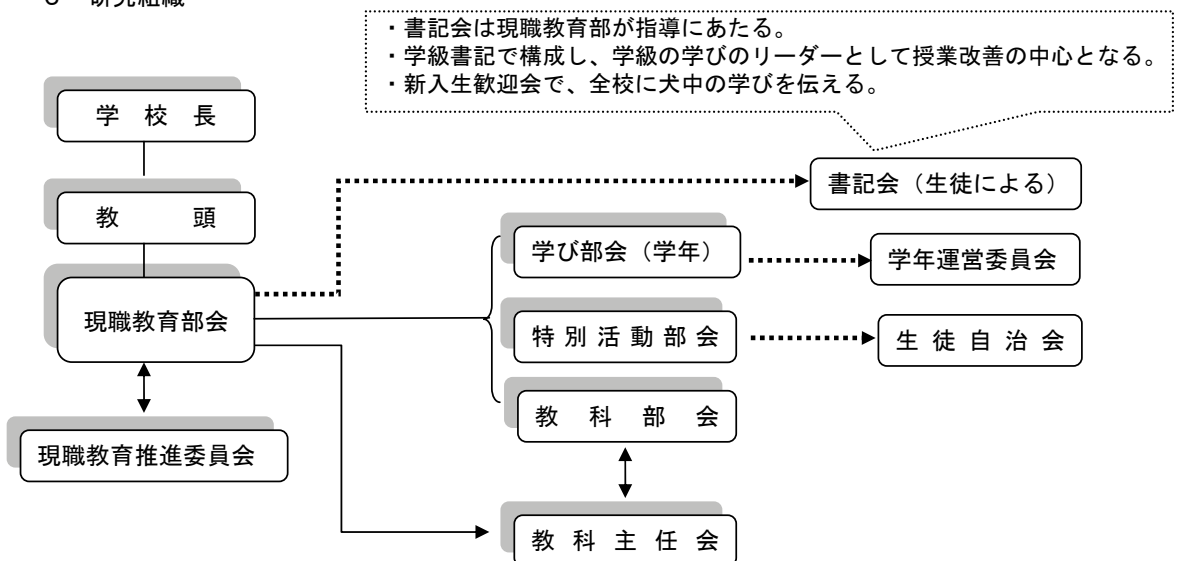 研究組織
・書記会は現職教育部が指導にあたる。
・学級書記で構成し、学級の学びのリーダーとして授業改善の中心となる。
・新入生歓迎会で、全校に犬中の学びを伝える。
学校長
教頭
書記会（生徒による）
学び部会（学年）
学年運営委員会
現職教育部会
特別活動部会
生徒自治会
教科部会
現職教育推進委員会
教科主任会